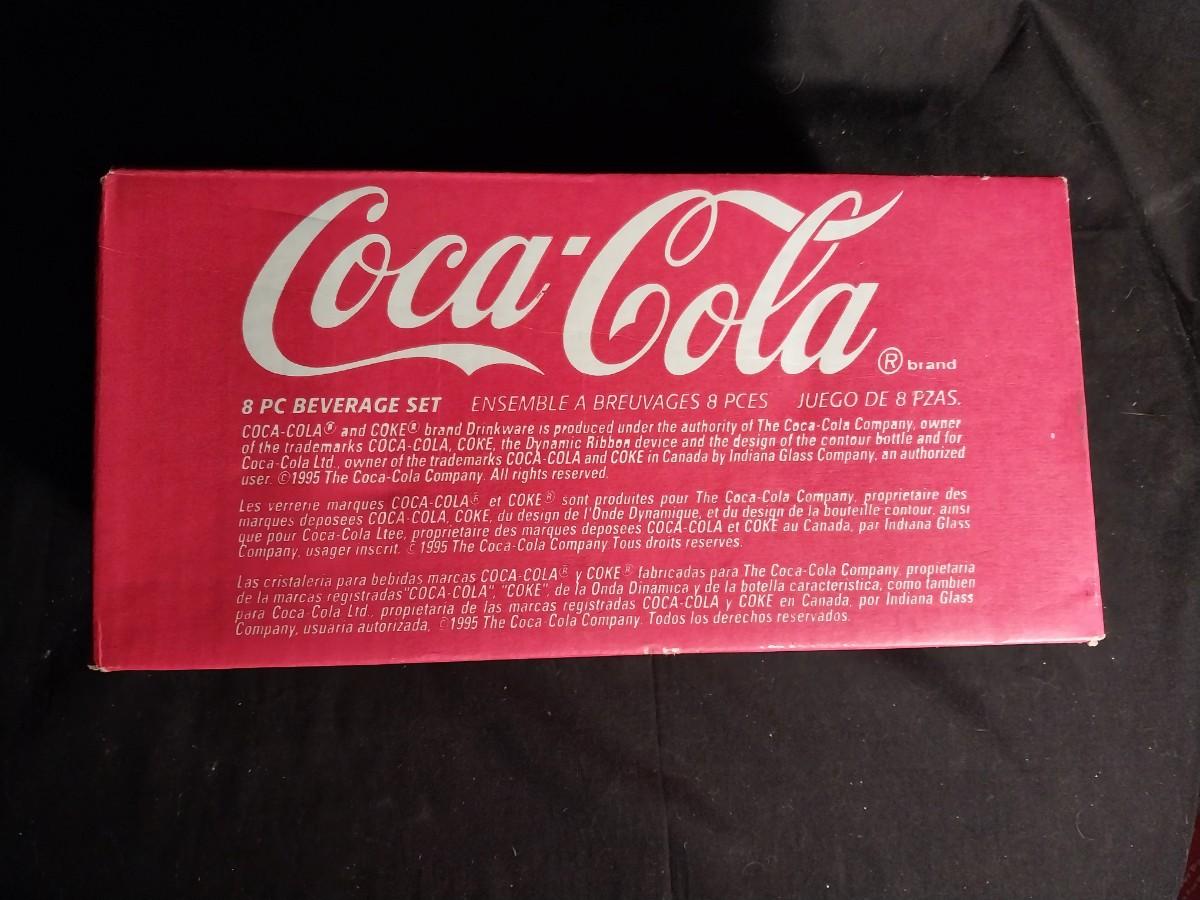 Coca-Cola ® brand
8 PC BEVERAGE SET ENSEMBLE A BREUVAGES 8 PCES JUEGO DE 8 PZAS.
COCA-COLA® and COKE® brand Drinkware is produced under the authority of The Coca-Cola Company, owner
of the trademarks COCA-COLA, COKE, the Dynamic Ribbon device and the design of the contour bottle and for
Coca-Cola Ltd., owner of the trademarks COCA-COLA and COKE in Canada by Indiana Glass Company, an authorized
user. ©1995 The Coca-Cola Company. All rights reserved.
Les verrerie marques COCA-COLA® et COKE® sont produites pour The Coca-Cola Company, proprietaire des
marques deposees COCA-COLA, COKE, du design de l'Onde Dynamique, et du design de la bouteille contour, ainsi
que pour Coca-Cola Ltee, proprietaire des marques deposees COCA-COLA et COKE au Canada, par Indiana Glass
Company, usager inscrit. ©1995 The Coca-Cola Company Tous droits reserves.
Las cristaleria para bebidas marcas COCA-COLA® y COKE® fabricadas para The Coca-Cola Company, propietaria
de la marcas registradas "COCA-COLA", "COKE", de la Onda Dinamica y de la botella caracteristica, como tambien
para Coca-Cola Ltd., propietaria de las marcas registradas COCA-COLA y COKE en Canada, por Indiana Glass
Company, usuaria autorizada, ©1995 The Coca-Cola Company. Todos los derechos reservados.